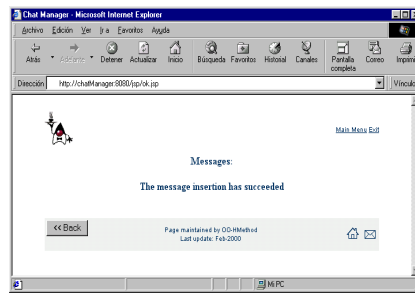 Chat Manager - Microsoft Internet Explorer
Archivo Edición Ver Ir a Favoritos Ayuda
Atrás Adelante Detener Actualizar Inicio Búsqueda Favoritos Historial Canales Pantalla completa Correo Imprimi
Dirección http://chatManager:8080/jsp/ok.jsp Vínculo
Main Menu Exit
Messages:
The message insertion has succeeded
<< Back
Page maintained by OO-HMethod
Last update: Feb-2000
Mi PC